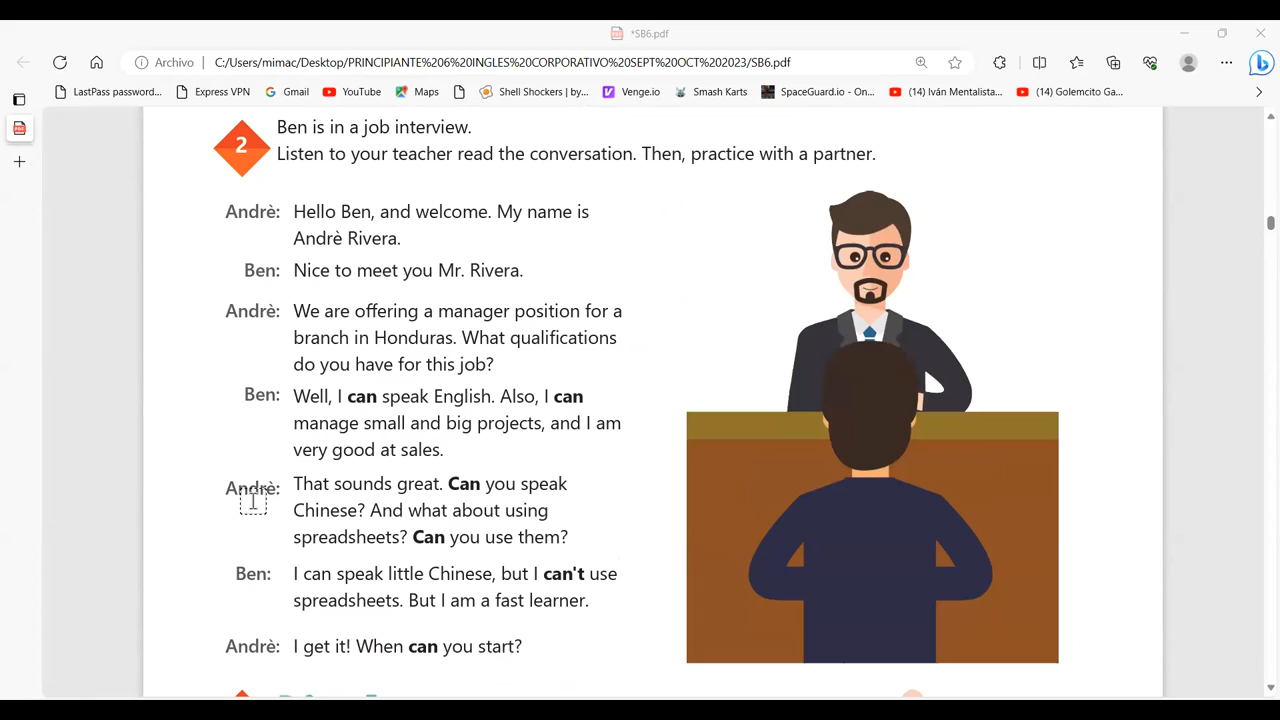 *SB6.pdf
Archivo C:/Users/mimac/Desktop/PRINCIPIANTE%206%20INGLES%20CORPORATIVO%20SEPT%20OCT%202023/SB6.pdf
LastPass password... Express VPN Gmail YouTube Maps Shell Shockers | by... Venge.io Smash Karts SpaceGuard.io - On... (14) Iván Mentalista... (14) Golemcito Ga...
Ben is in a job interview.
2
Listen to your teacher read the conversation. Then, practice with a partner.
Andrè: Hello Ben, and welcome. My name is
Andrè Rivera.
Ben: Nice to meet you Mr. Rivera.
Andrè: We are offering a manager position for a
branch in Honduras. What qualifications
do you have for this job?
Ben: Well, I can speak English. Also, I can
manage small and big projects, and I am
very good at sales.
Andrè: That sounds great. Can you speak
Chinese? And what about using
spreadsheets? Can you use them?
Ben: I can speak little Chinese, but I can't use
spreadsheets. But I am a fast learner.
Andrè: I get it! When can you start?